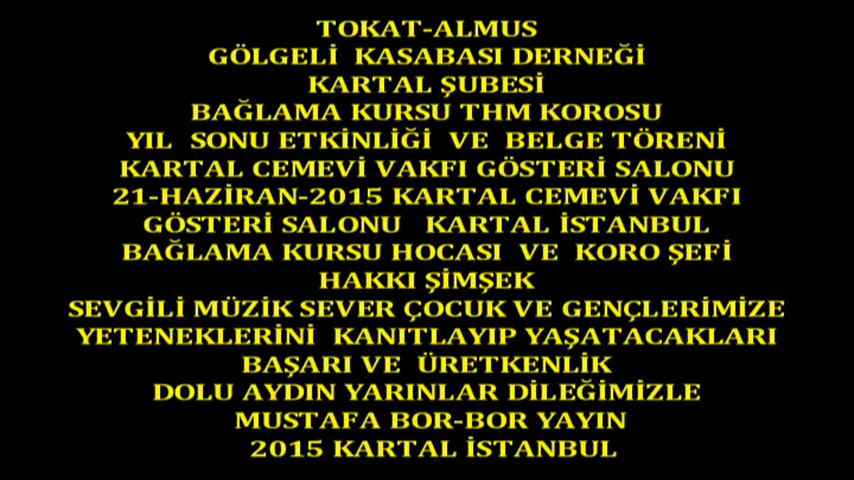 TOKAT-ALMUS
GÖLGELİ KASABASI DERNEĞİ
KARTAL ŞUBESİ
BAĞLAMA KURSU THM KOROSU
YIL SONU ETKİNLİĞİ VE BELGE TÖRENİ
KARTAL CEMEVİ VAKFI GÖSTERİ SALONU
21-HAZİRAN-2015 KARTAL CEMEVİ VAKFI
GÖSTERİ SALONU KARTAL İSTANBUL
BAĞLAMA KURSU HOCASI VE KORO ŞEFİ
HAKKI ŞİMŞEK
SEVGİLİ MÜZİK SEVER ÇOCUK VE GENÇLERİMİZE
YETENEKLERİNİ KANITLAYIP YAŞATACAKLARI
BAŞARI VE ÜRETKENLİK
DOLU AYDIN YARINLAR DİLEĞİMİZLE
MUSTAFA BOR-BOR YAYIN
2015 KARTAL İSTANBUL